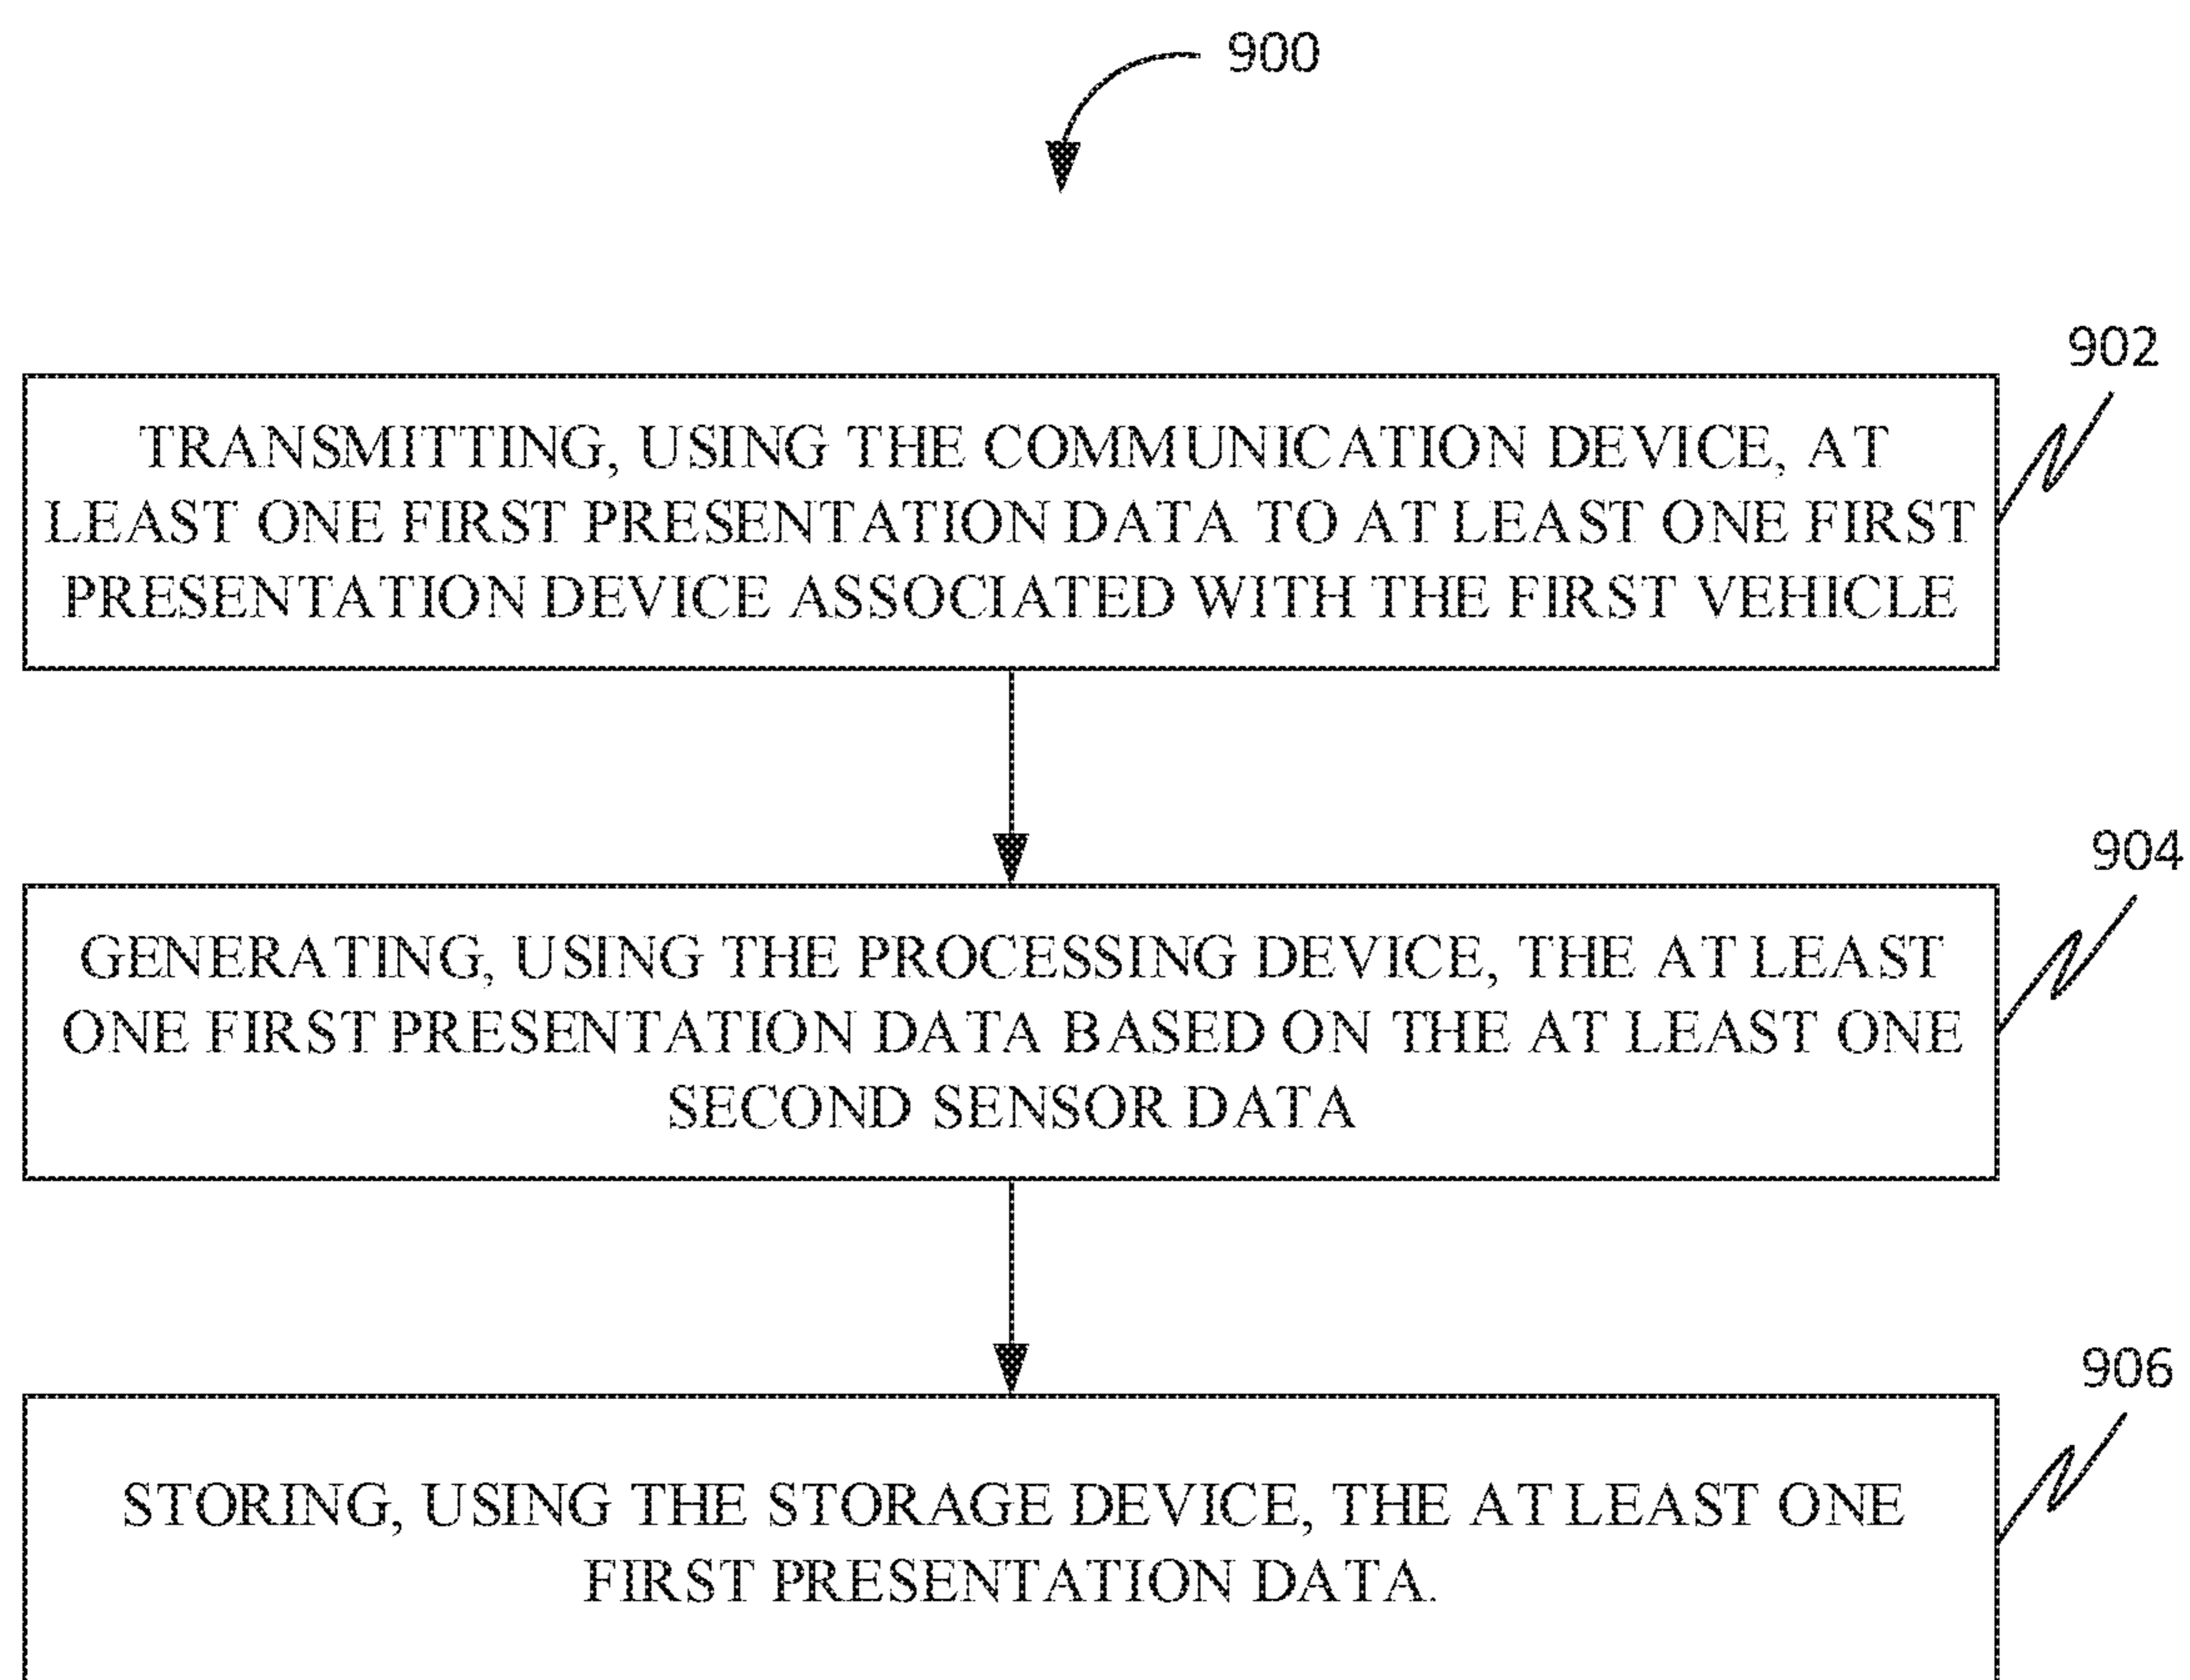 900
902
TRANSMITTING, USING THE COMMUNICATION DEVICE, AT
LEAST ONE FIRST PRESENTATION DATA TO AT LEAST ONE FIRST
PRESENTATION DEVICE ASSOCIATED WITH THE FIRST VEHICLE
904
GENERATING, USING THE PROCESSING DEVICE, THE AT LEAST
ONE FIRST PRESENTATION DATA BASED ON THE AT LEAST ONE
SECOND SENSOR DATA
906
STORING, USING THE STORAGE DEVICE, THE AT LEAST ONE
FIRST PRESENTATION DATA.